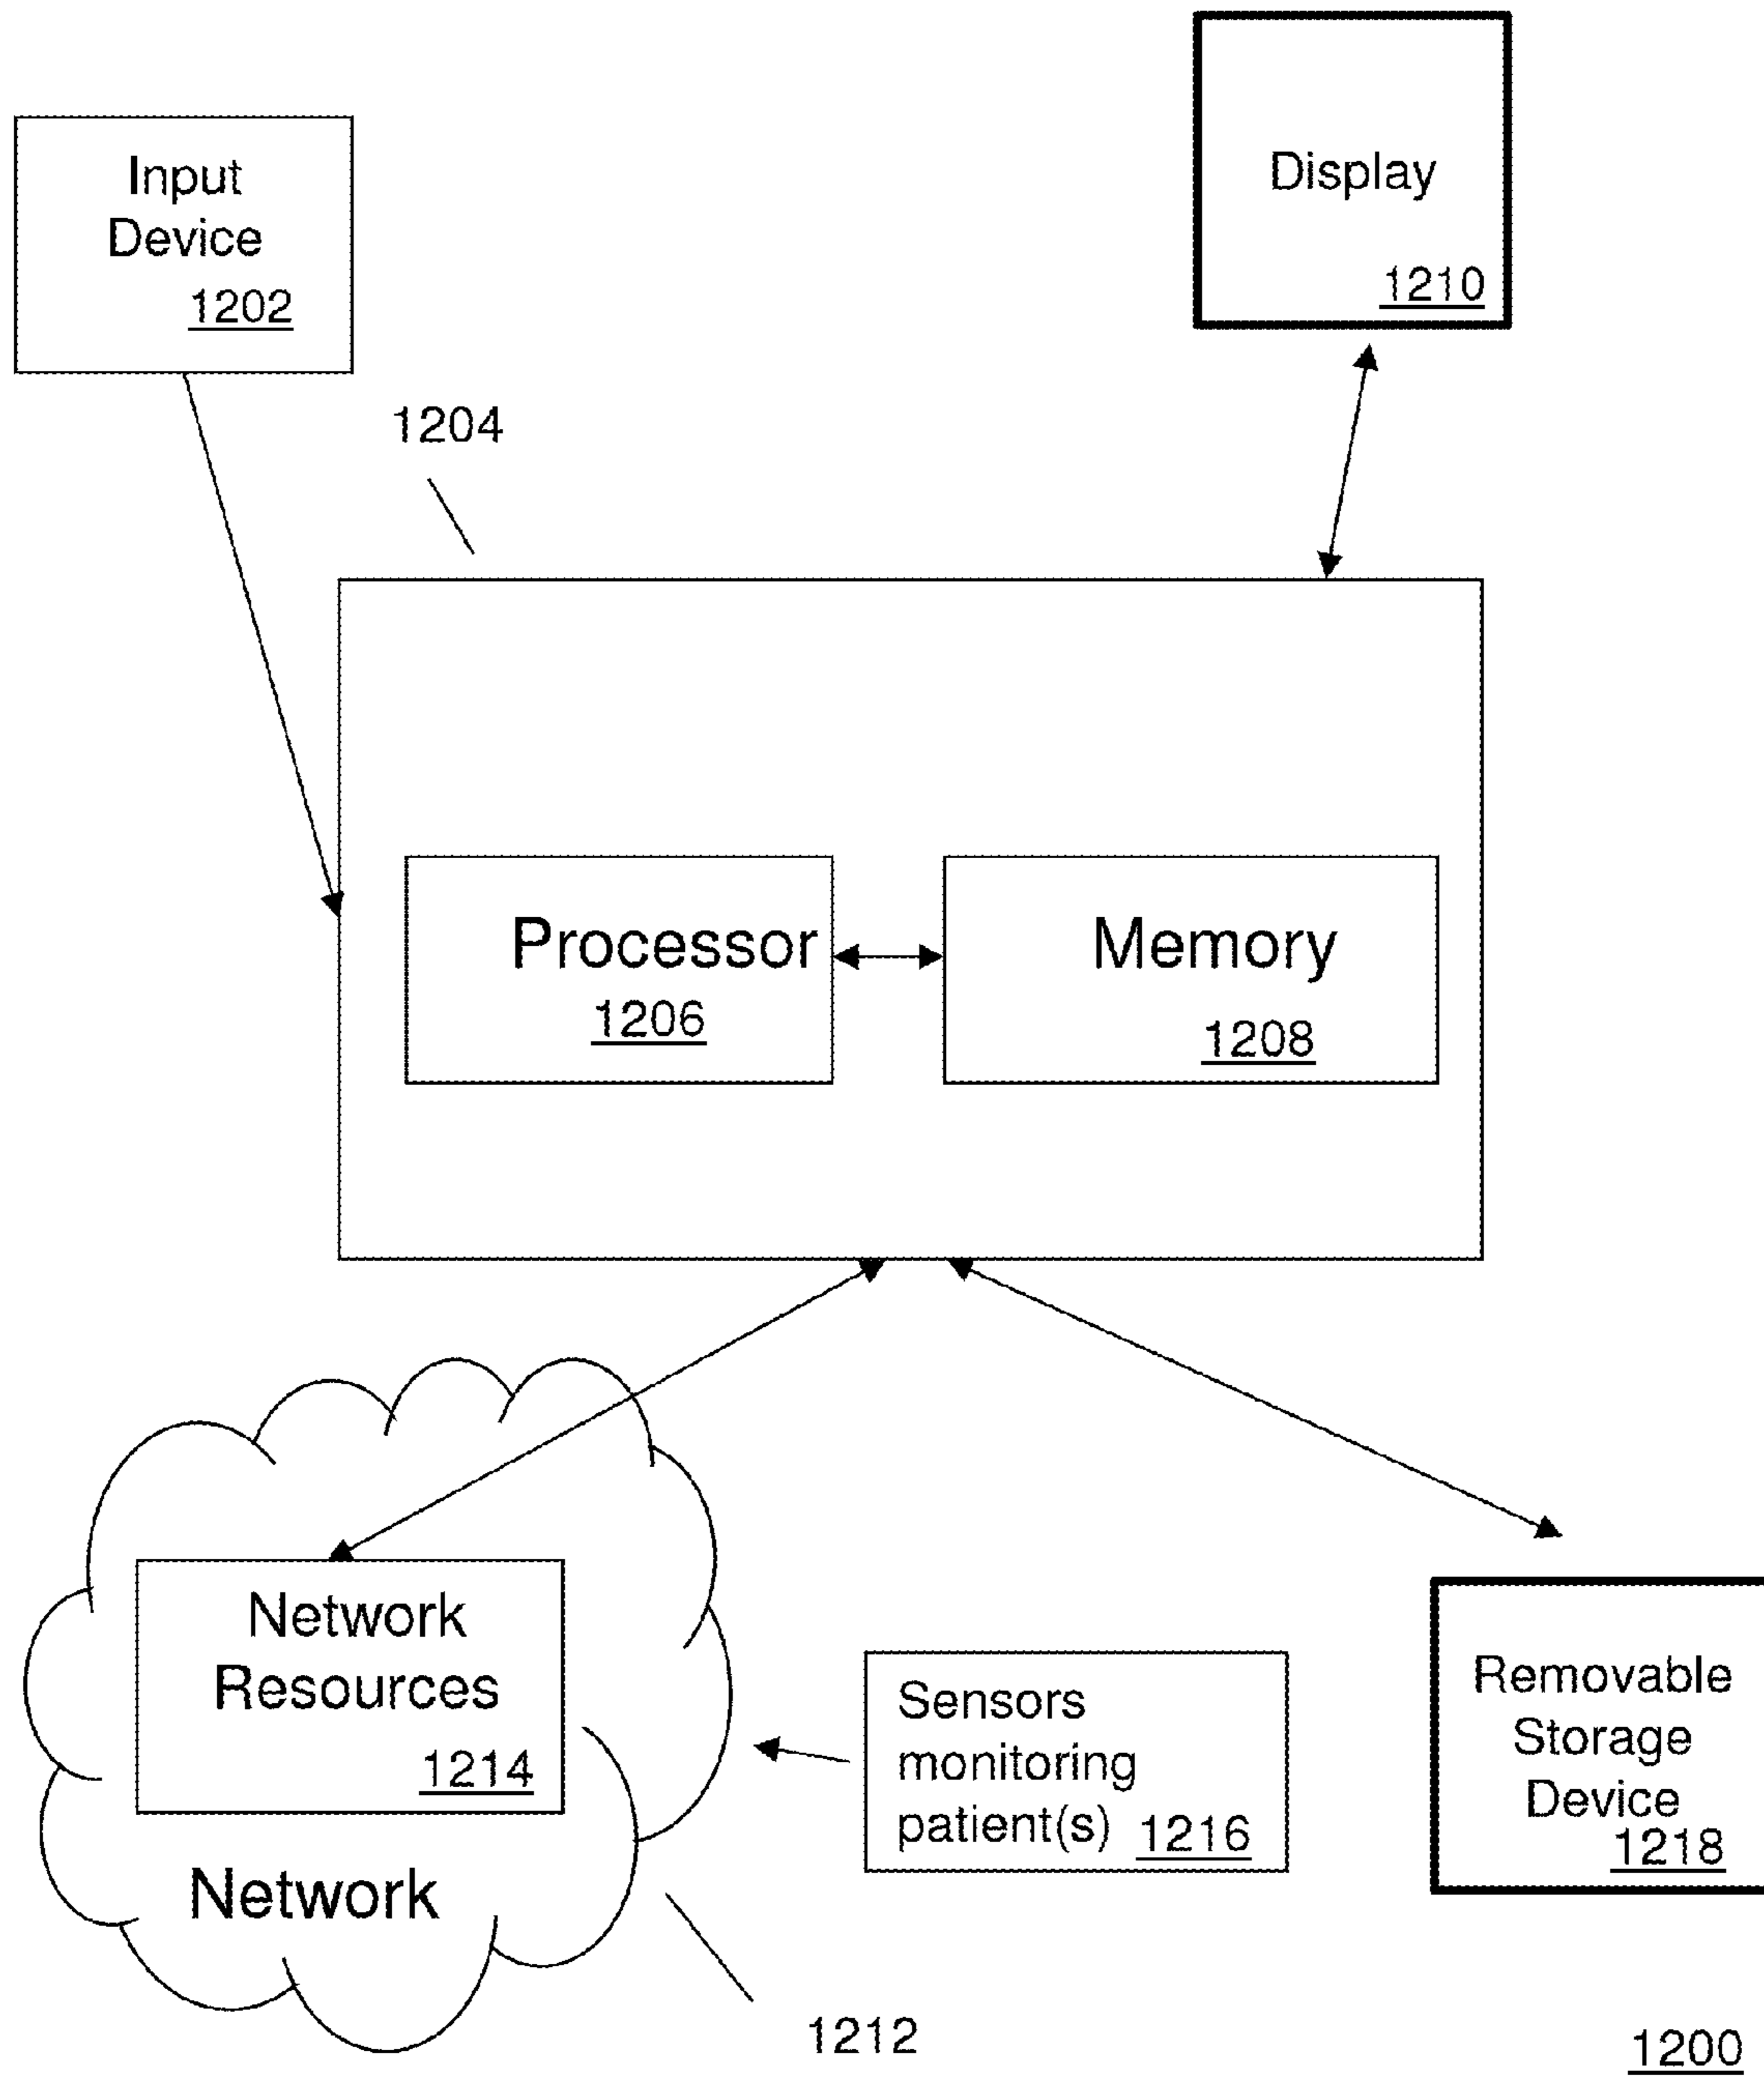 Display
1210
Input
Device
1202
1204
Processor
1206
Memory
1208
Network
Resources
1214
Network
1212
Sensors
monitoring
patient(s) 1216
Removable
Storage
Device
1218
1200